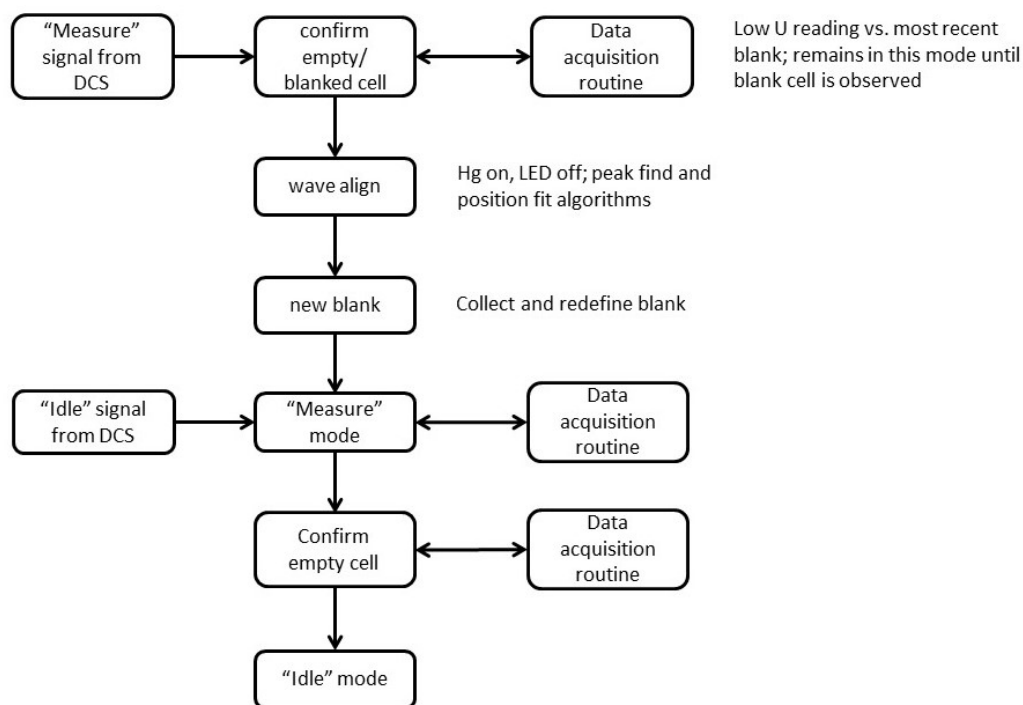 “Measure”
signal from
DCS
confirm
empty/
blanked cell
Data
acquisition
routine
Low U reading vs. most recent
blank; remains in this mode until
blank cell is observed
wave align
Hg on, LED off; peak find and
position fit algorithms
new blank
Collect and redefine blank
“Idle” signal
from DCS
“Measure”
mode
Data
acquisition
routine
Confirm
empty cell
Data
acquisition
routine
“Idle” mode